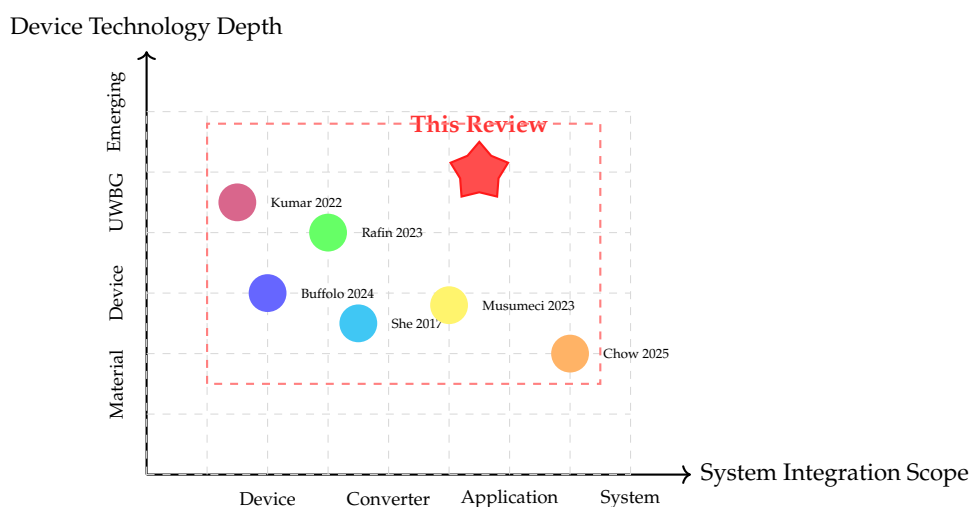 Device Technology Depth
Emerging
UWBG
Device
Material
This Review
Kumar 2022
Rafin 2023
Buffolo 2024
She 2017
Musumeci 2023
Chow 2025
System Integration Scope
Device
Converter
Application
System